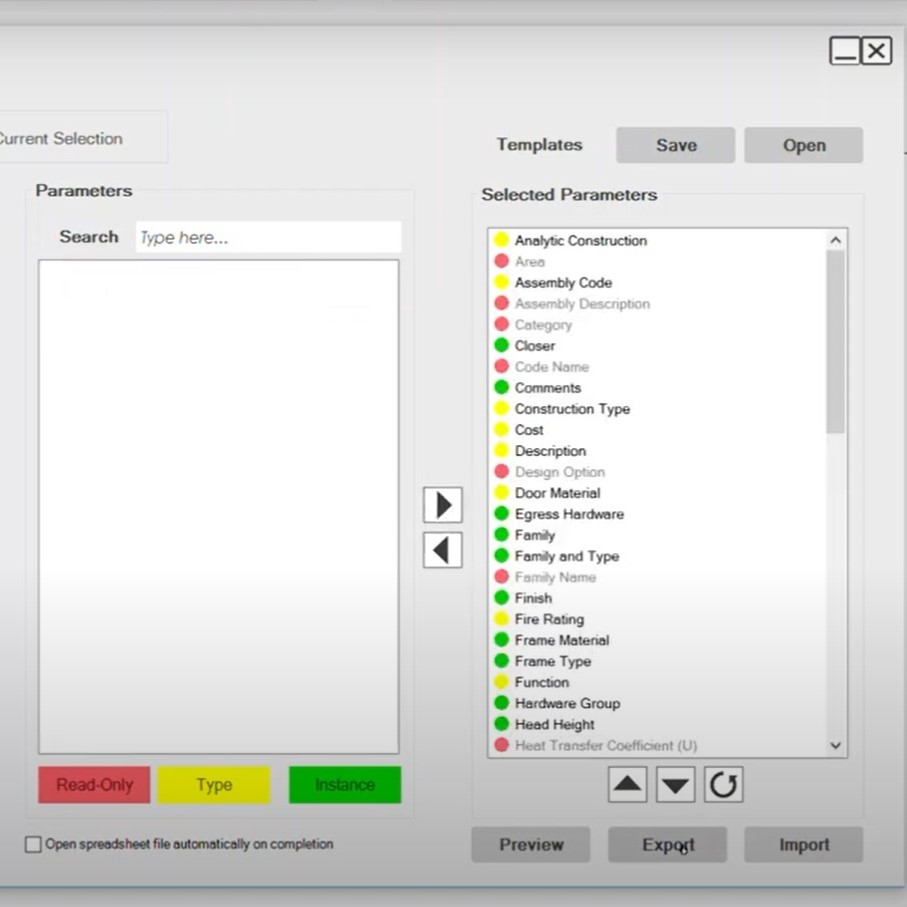 Current Selection
Templates
Save
Open
Parameters
Selected Parameters
Search
Type here...
Analytic Construction
Area
Assembly Code
Assembly Description
Category
Closer
Code Name
Comments
Construction Type
Cost
Description
Design Option
Door Material
Egress Hardware
Family
Family and Type
Family Name
Finish
Fire Rating
Frame Material
Frame Type
Function
Hardware Group
Head Height
Heat Transfer Coefficient (U)
Read-Only
Type
Instance
Open spreadsheet file automatically on completion
Preview
Export
Import